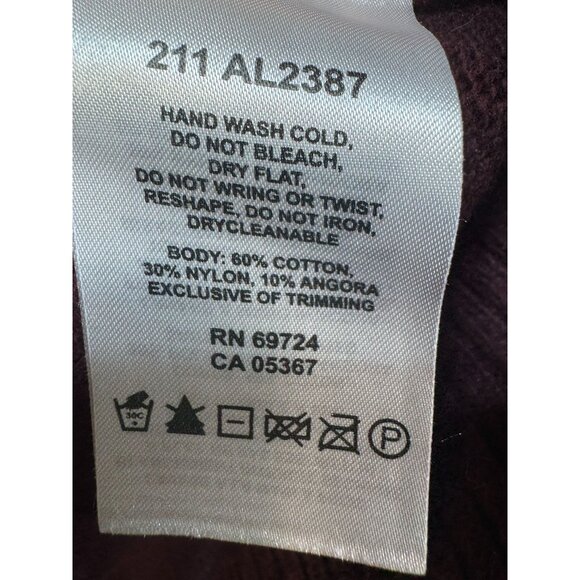 211 AL2387
HAND WASH COLD,
DO NOT BLEACH,
DRY FLAT,
DO NOT WRING OR TWIST,
RESHAPE, DO NOT IRON,
DRYCLEANABLE
BODY: 60% COTTON,
30% NYLON, 10% ANGORA
EXCLUSIVE OF TRIMMING
RN 69724
CA 05367
30C
P